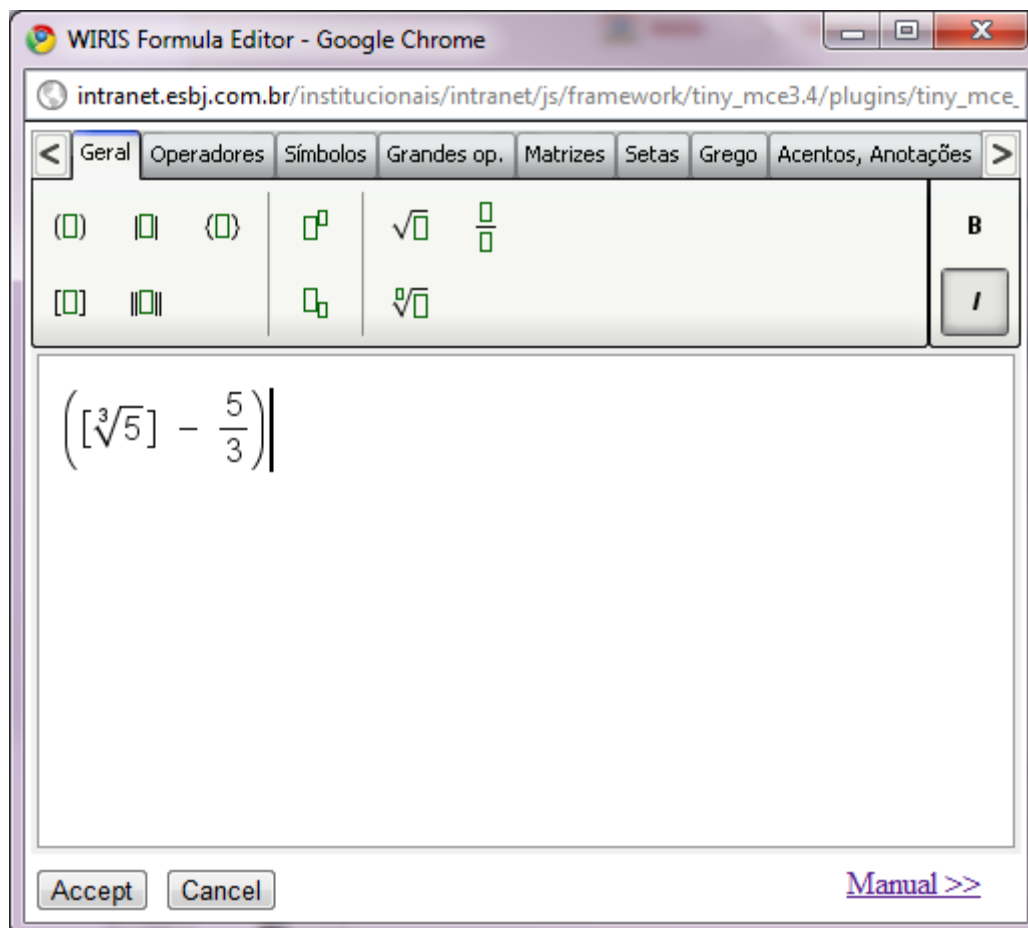 WIRIS Formula Editor - Google Chrome
intranet.esbj.com.br/institucionais/intranet/js/framework/tiny_mce3.4/plugins/tiny_mce_
< Geral Operadores Símbolos Grandes op. Matrizes Setas Grego Acentos, Anotações >
(▯) |▯| {▯} ▯^▯ √▯ ▯/▯ B
[▯] ‖▯‖ ▯_▯ ▯√▯ I
([∛5] − 5/3)
Accept Cancel Manual >>